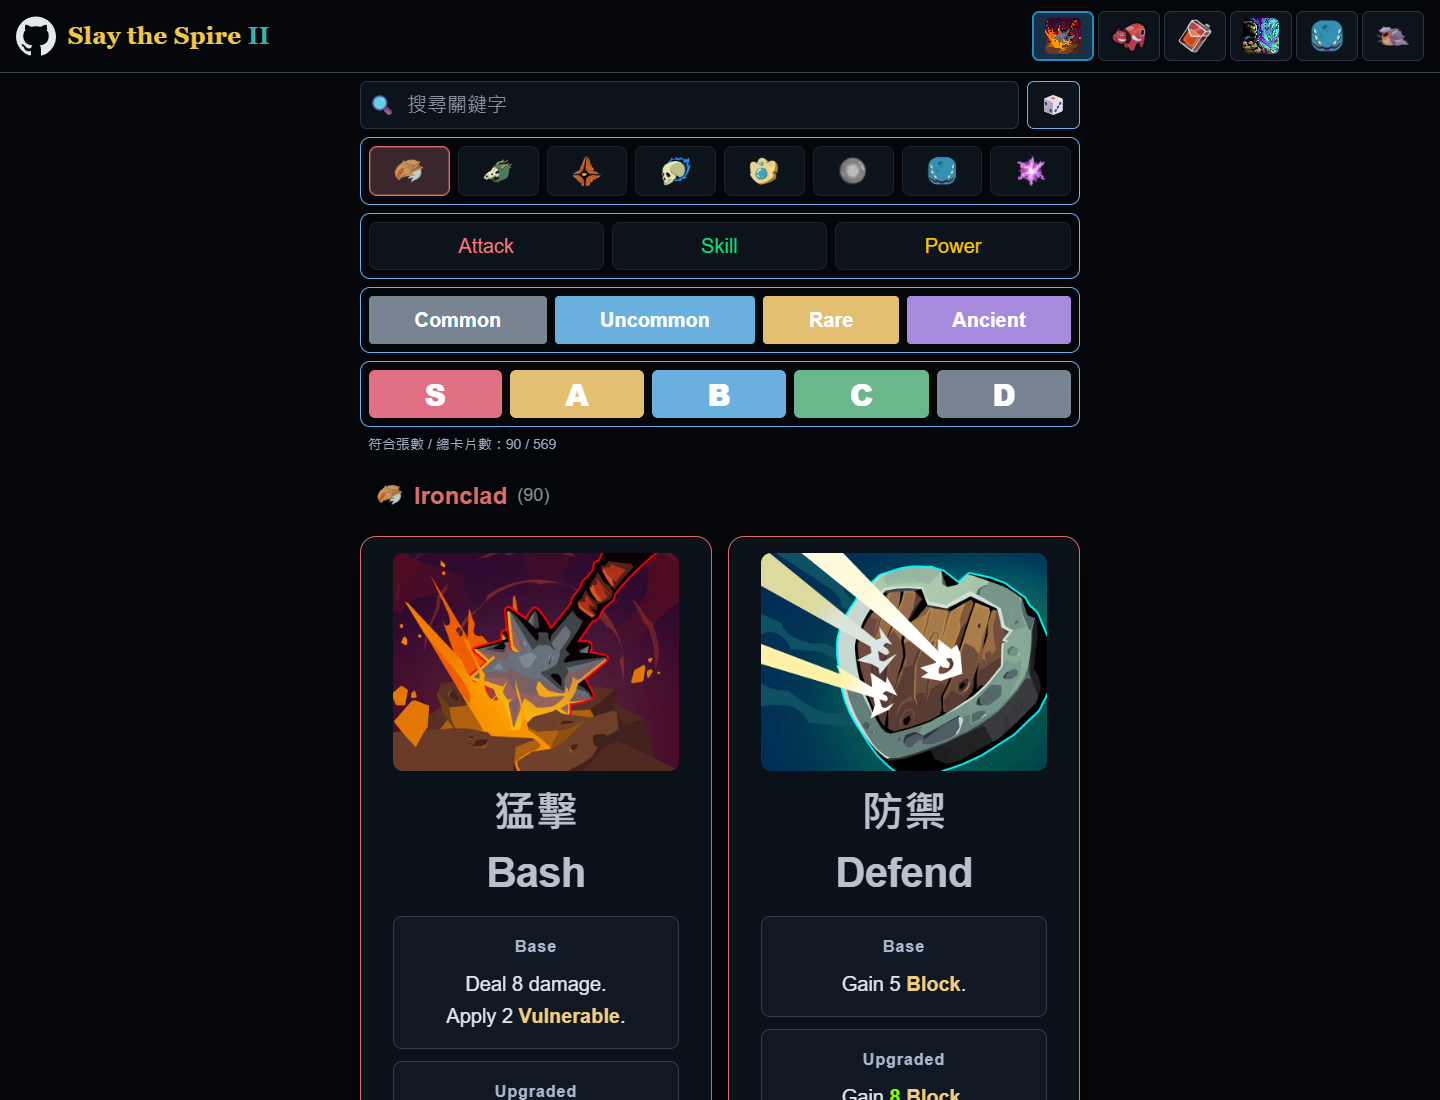 Slay the Spire II
搜尋關鍵字
Attack
Skill
Power
Common
Uncommon
Rare
Ancient
S
A
B
C
D
符合張數 / 總卡片數：90 / 569
Ironclad (90)
猛擊
Bash
Base
Deal 8 damage.
Apply 2 Vulnerable.
Upgraded
防禦
Defend
Base
Gain 5 Block.
Upgraded
Gain 8 Block